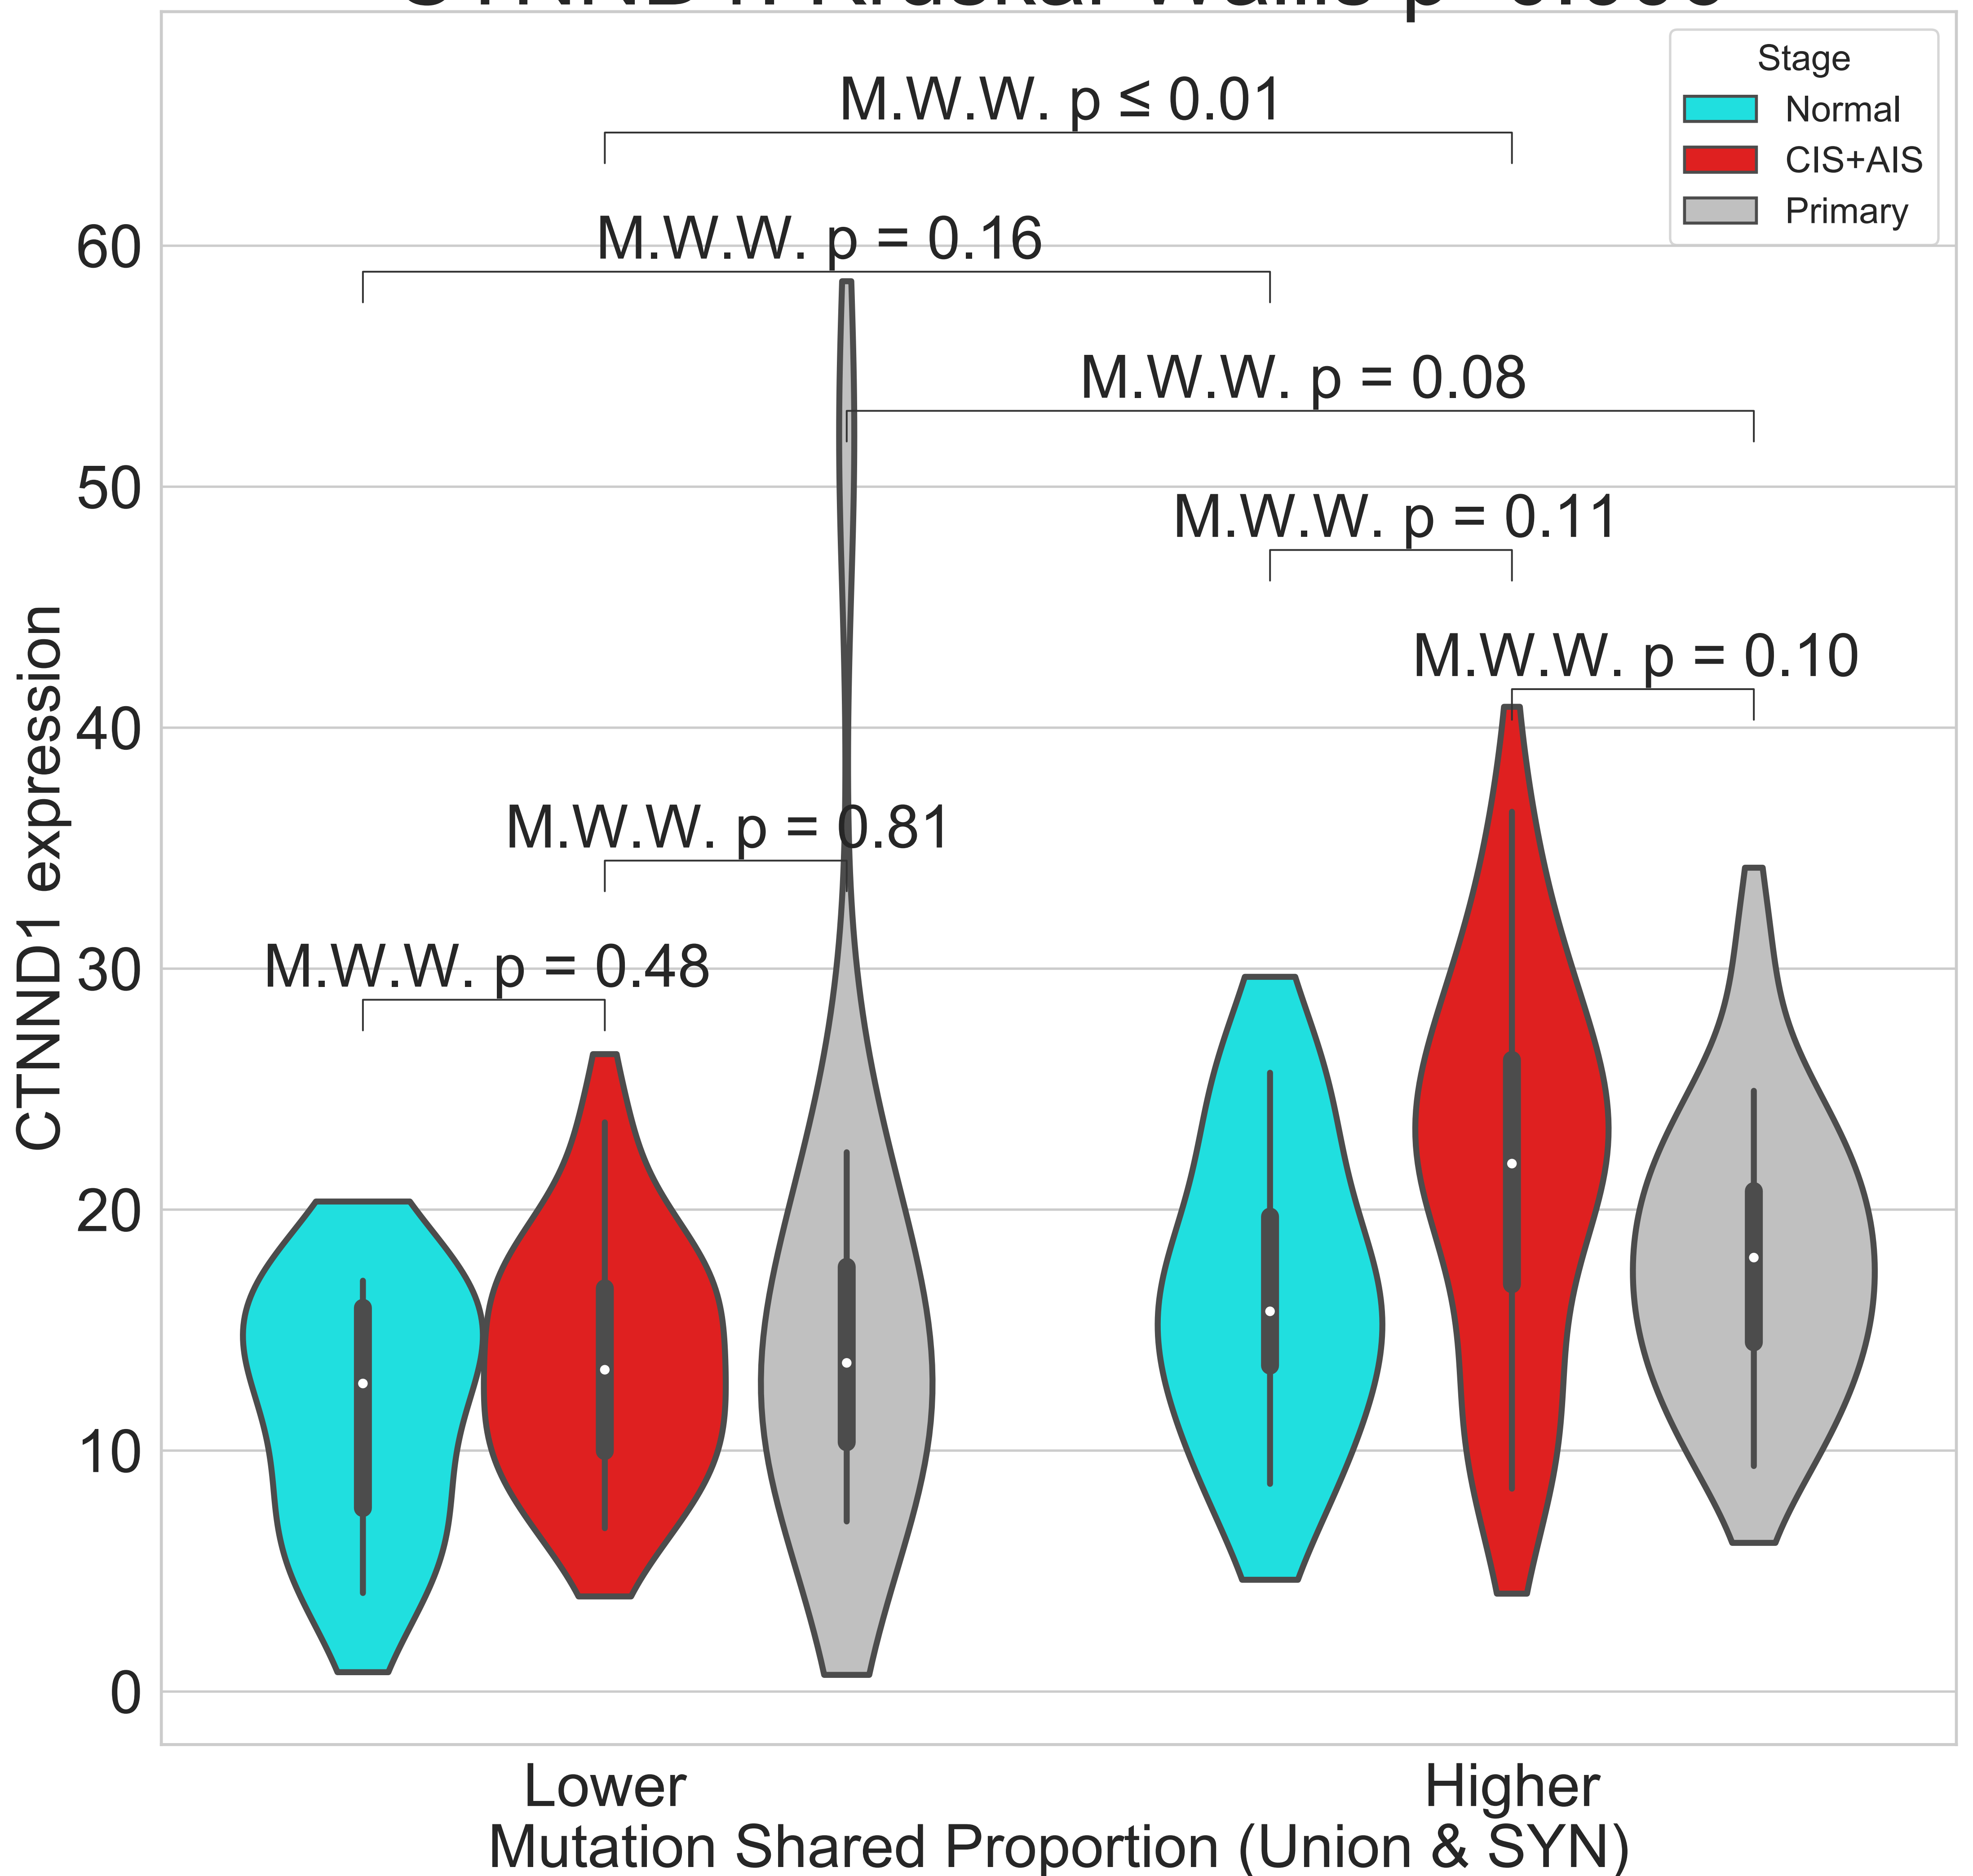 Stage
Normal
CIS+AIS
Primary
M.W.W. p ≤ 0.01
M.W.W. p = 0.16
M.W.W. p = 0.08
M.W.W. p = 0.11
M.W.W. p = 0.10
M.W.W. p = 0.81
M.W.W. p = 0.48
CTNND1 expression
60
50
40
30
20
10
0
Lower
Higher
Mutation Shared Proportion (Union & SYN)